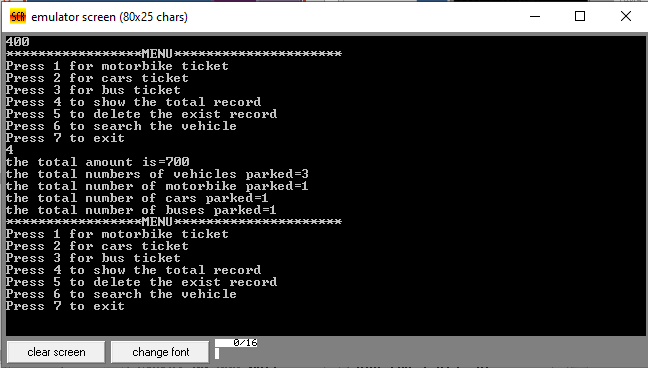 emulator screen (80x25 chars)
400
*****************MENU*********************
Press 1 for motorbike ticket
Press 2 for cars ticket
Press 3 for bus ticket
Press 4 to show the total record
Press 5 to delete the exist record
Press 6 to search the vehicle
Press 7 to exit
4
the total amount is=700
the total numbers of vehicles parked=3
the total number of motorbike parked=1
the total number of cars parked=1
the total number of buses parked=1
*****************MENU*********************
Press 1 for motorbike ticket
Press 2 for cars ticket
Press 3 for bus ticket
Press 4 to show the total record
Press 5 to delete the exist record
Press 6 to search the vehicle
Press 7 to exit
clear screen change font 0/16